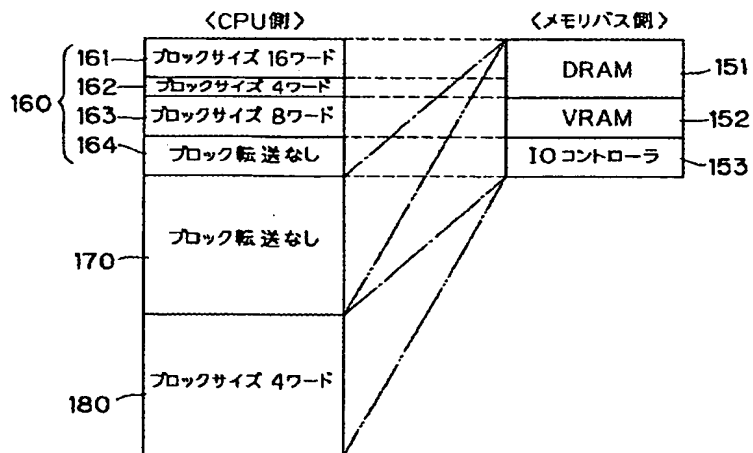 〈CPU側〉
〈メモリバス側〉
160
161
ブロックサイズ 16ワード
162
ブロックサイズ 4ワード
163
ブロックサイズ 8ワード
164
ブロック転送なし
170
ブロック転送なし
180
ブロックサイズ 4ワード
DRAM
151
VRAM
152
IOコントローラ
153